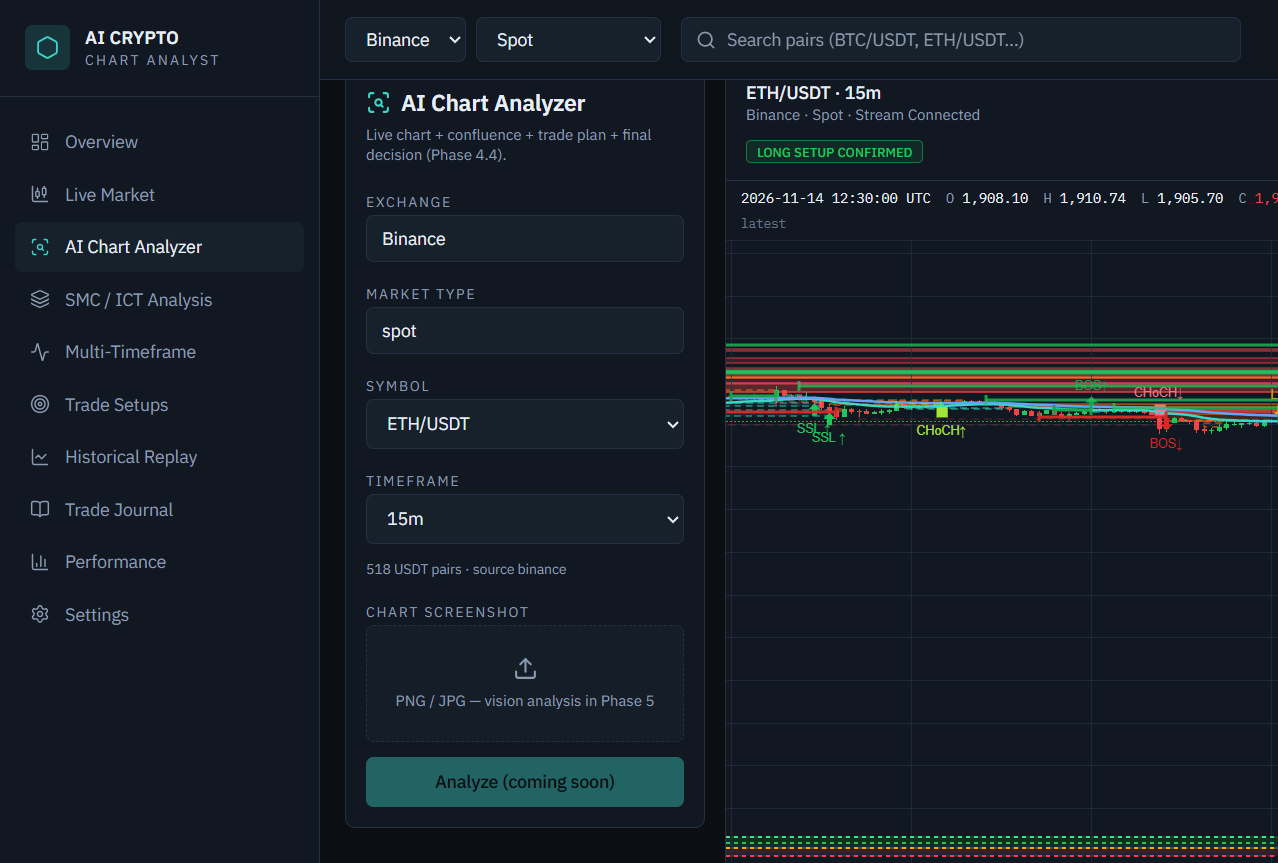 AI CRYPTO
CHART ANALYST
Overview
Live Market
AI Chart Analyzer
SMC / ICT Analysis
Multi-Timeframe
Trade Setups
Historical Replay
Trade Journal
Performance
Settings
Binance
Spot
Search pairs (BTC/USDT, ETH/USDT...)
AI Chart Analyzer
Live chart + confluence + trade plan + final
decision (Phase 4.4).
EXCHANGE
Binance
MARKET TYPE
spot
SYMBOL
ETH/USDT
TIMEFRAME
15m
518 USDT pairs · source binance
CHART SCREENSHOT
PNG / JPG — vision analysis in Phase 5
Analyze (coming soon)
ETH/USDT · 15m
Binance · Spot · Stream Connected
LONG SETUP CONFIRMED
2026-11-14 12:30:00 UTC O 1,908.10 H 1,910.74 L 1,905.70 C
latest
BOS↑
CHoCH↓
SSL
SSL ↑
CHoCH↑
BOS↓